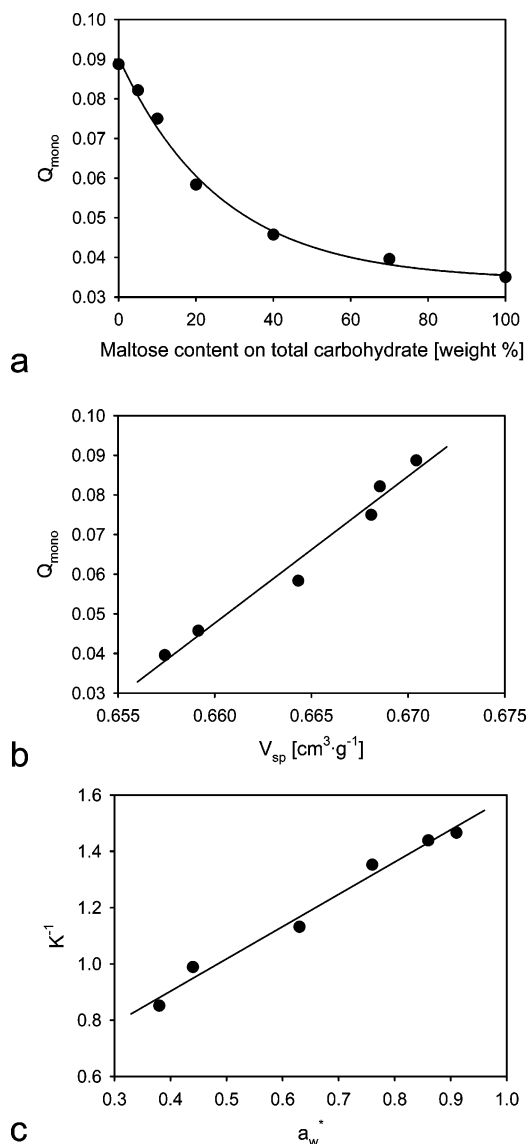 0.10
0.09
0.08
0.07
0.06
0.05
0.04
0.03
Q_mono
0 20 40 60 80 100
Maltose content on total carbohydrate [weight %]
a
0.10
0.09
0.08
0.07
0.06
0.05
0.04
0.03
Q_mono
0.655 0.660 0.665 0.670 0.675
V_sp [cm³·g⁻¹]
b
1.6
1.4
1.2
1.0
0.8
0.6
K⁻¹
0.3 0.4 0.5 0.6 0.7 0.8 0.9 1.0
a_w*
c